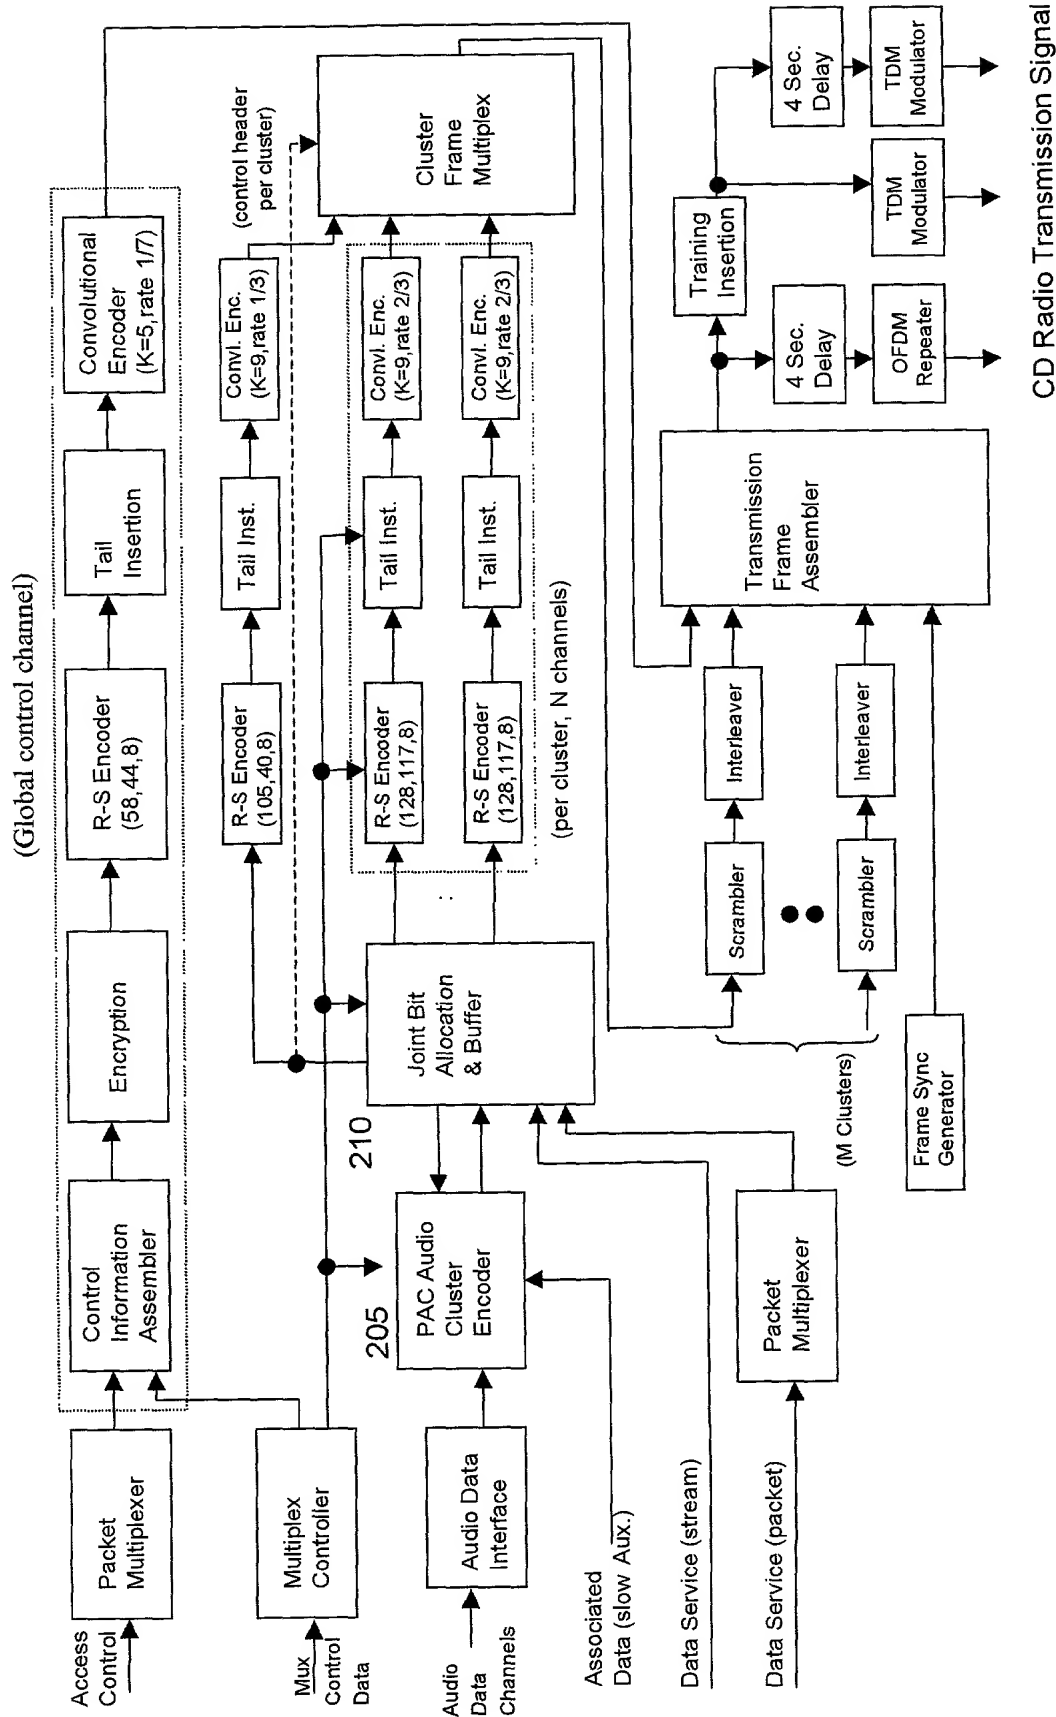 ((Global control channel)
Access
Control
Packet
Multiplexer
Control
Information
Assembler
Encryption
R-S Encoder
(58,44,8)
Tail
Insertion
Convolutional
Encoder
(K=5,rate 1/7)
Mux
Control
Data
Multiplex
Controller
R-S Encoder
(105,40,8)
Tail Inst.
Convl. Enc.
(K=9,rate 1/3)
(control header
per cluster)
Audio
Data
Channels
Audio Data
Interface
205
PAC Audio
Cluster
Encoder
210
Joint Bit
Allocation
& Buffer
R-S Encoder
(128,117,8)
Tail Inst.
Convl. Enc.
(K=9,rate 2/3)
R-S Encoder
(128,117,8)
Tail Inst.
Convl. Enc.
(K=9,rate 2/3)
(per cluster, N channels)
Cluster
Frame
Multiplex
Associated
Data (slow Aux.)
Data Service (stream)
Data Service (packet)
Packet
Multiplexer
(M Clusters)
Scrambler
Interleaver
Scrambler
Interleaver
Frame Sync
Generator
Transmission
Frame
Assembler
Training
Insertion
4 Sec.
Delay
OFDM
Repeater
TDM
Modulator
4 Sec.
Delay
TDM
Modulator
CD Radio Transmission Signal